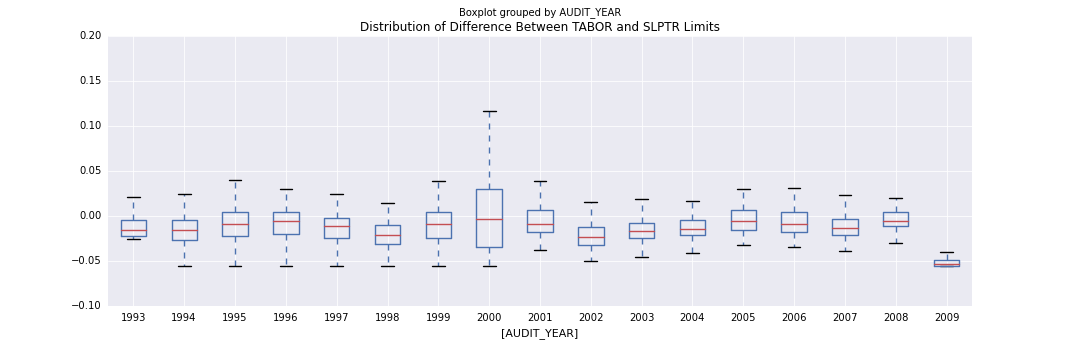 Boxplot grouped by AUDIT_YEAR
Distribution of Difference Between TABOR and SLPTR Limits
0.20
0.15
0.10
0.05
0.00
−0.05
−0.10
1993 1994 1995 1996 1997 1998 1999 2000 2001 2002 2003 2004 2005 2006 2007 2008 2009
[AUDIT_YEAR]